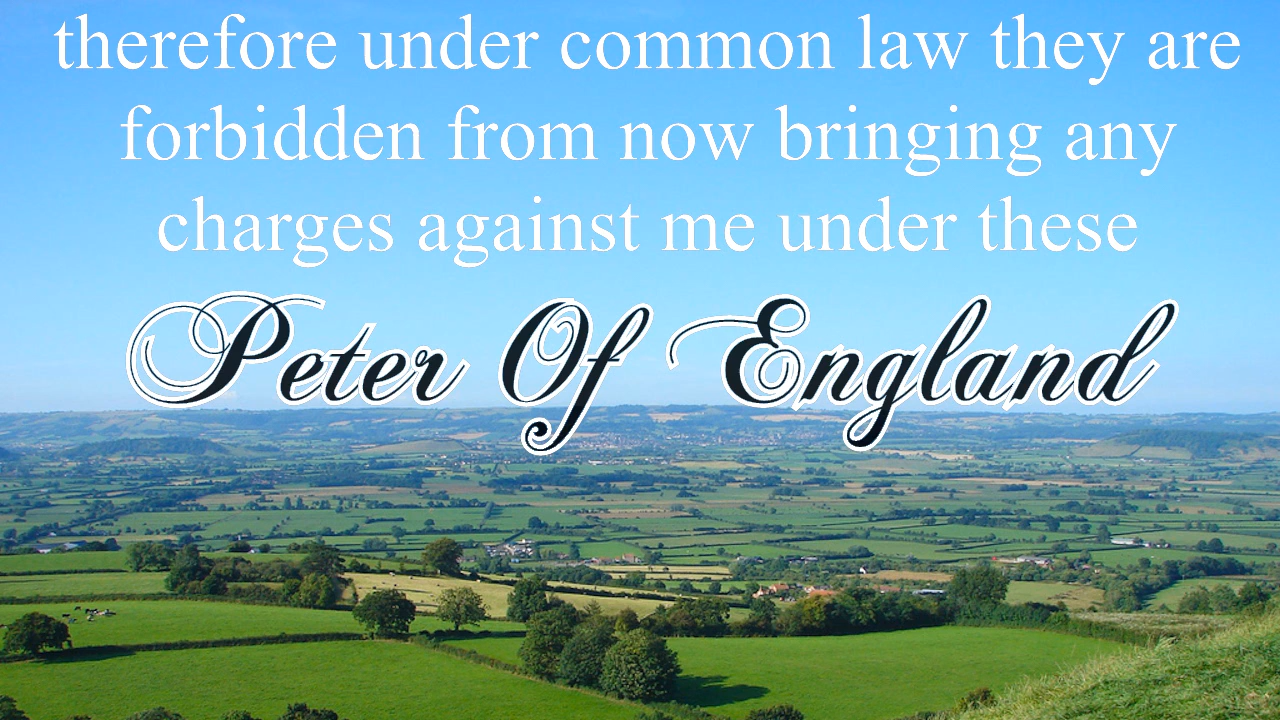 therefore under common law they are
forbidden from now bringing any
charges against me under these
Peter Of England